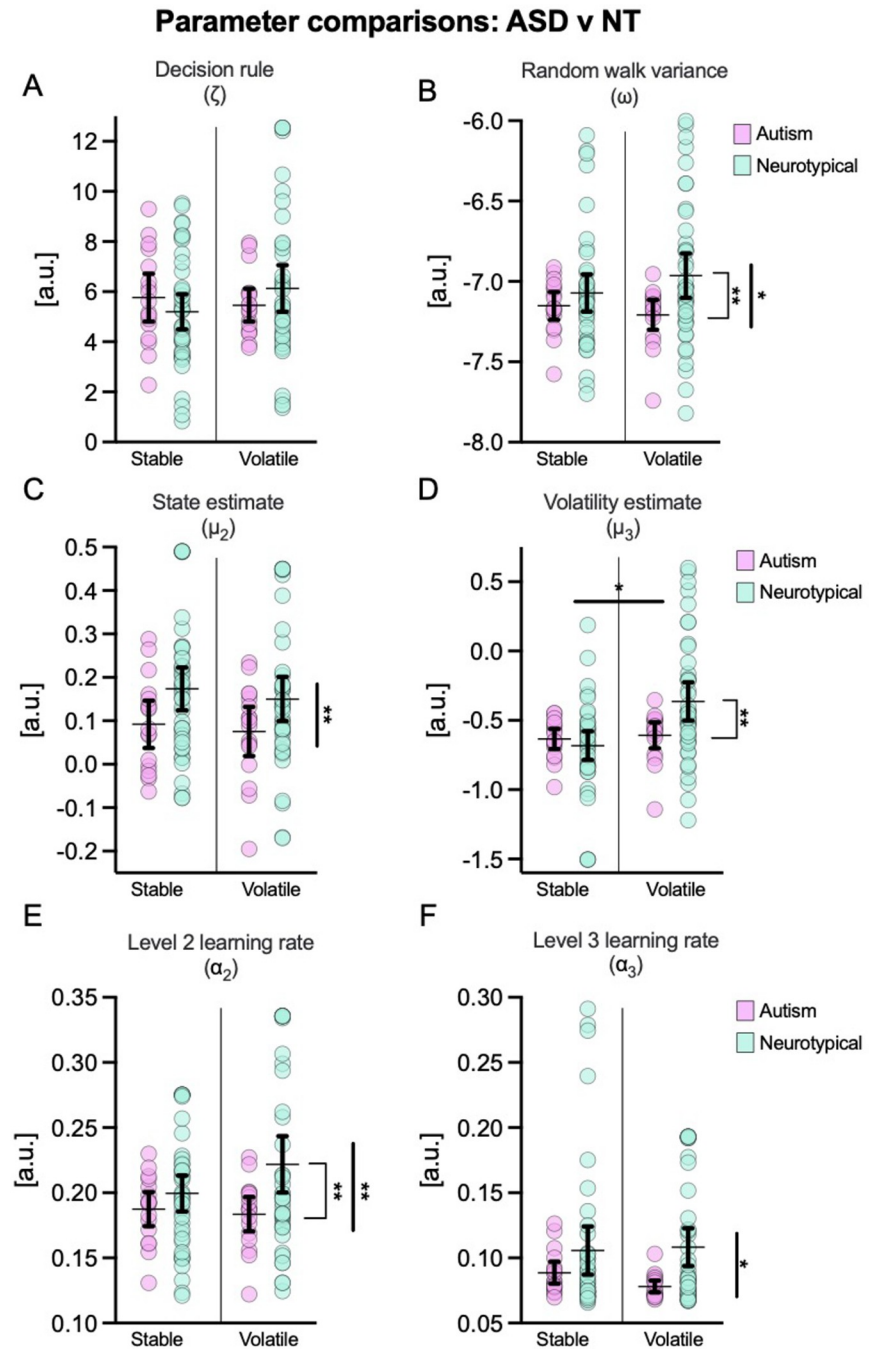 Parameter comparisons: ASD v NT
A
Decision rule
(ζ)
[a.u.]
12
10
8
6
4
2
0
Stable
Volatile
B
Random walk variance
(ω)
[a.u.]
-6.0
-6.5
-7.0
-7.5
-8.0
Stable
Volatile
**
*
Autism
Neurotypical
C
State estimate
(μ2)
[a.u.]
0.5
0.4
0.3
0.2
0.1
0.0
-0.1
-0.2
Stable
Volatile
**
D
Volatility estimate
(μ3)
[a.u.]
0.5
0.0
-0.5
-1.0
-1.5
Stable
Volatile
*
**
Autism
Neurotypical
E
Level 2 learning rate
(α2)
[a.u.]
0.35
0.30
0.25
0.20
0.15
0.10
Stable
Volatile
**
**
F
Level 3 learning rate
(α3)
[a.u.]
0.30
0.25
0.20
0.15
0.10
0.05
Stable
Volatile
*
Autism
Neurotypical